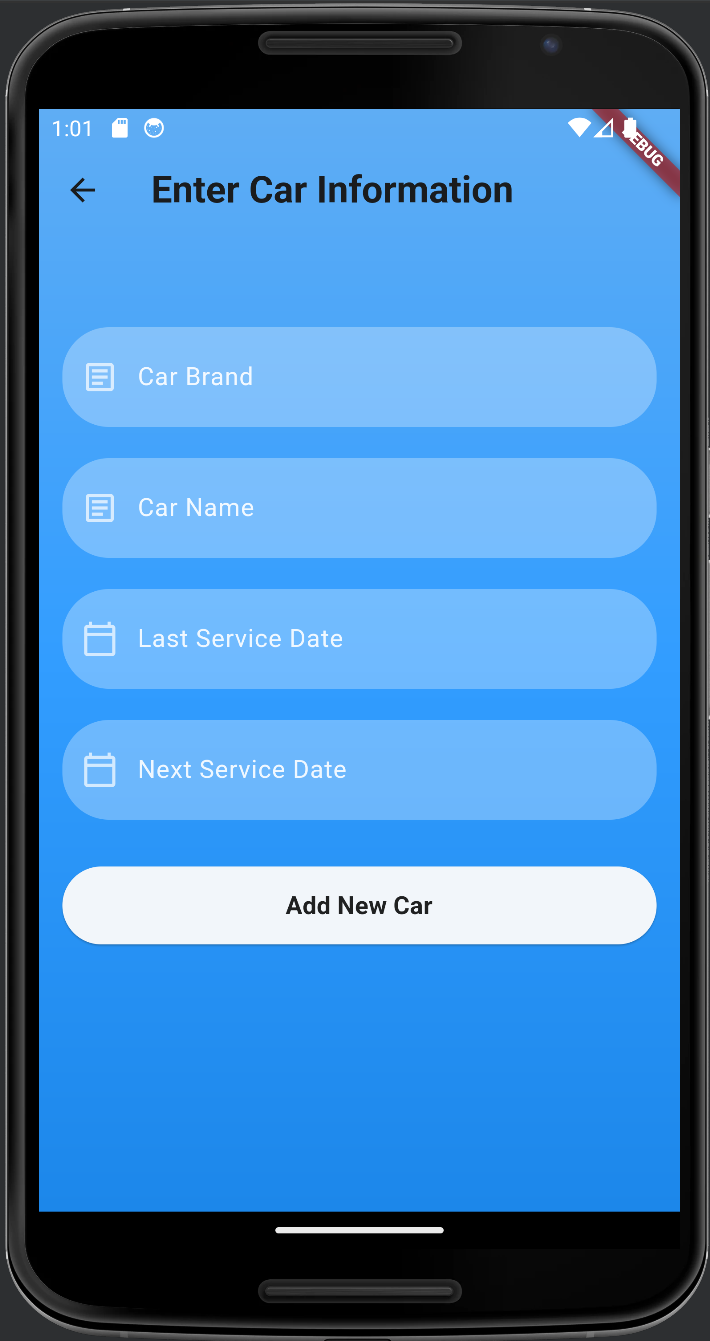 1:01
EBUG
Enter Car Information
Car Brand
Car Name
Last Service Date
Next Service Date
Add New Car